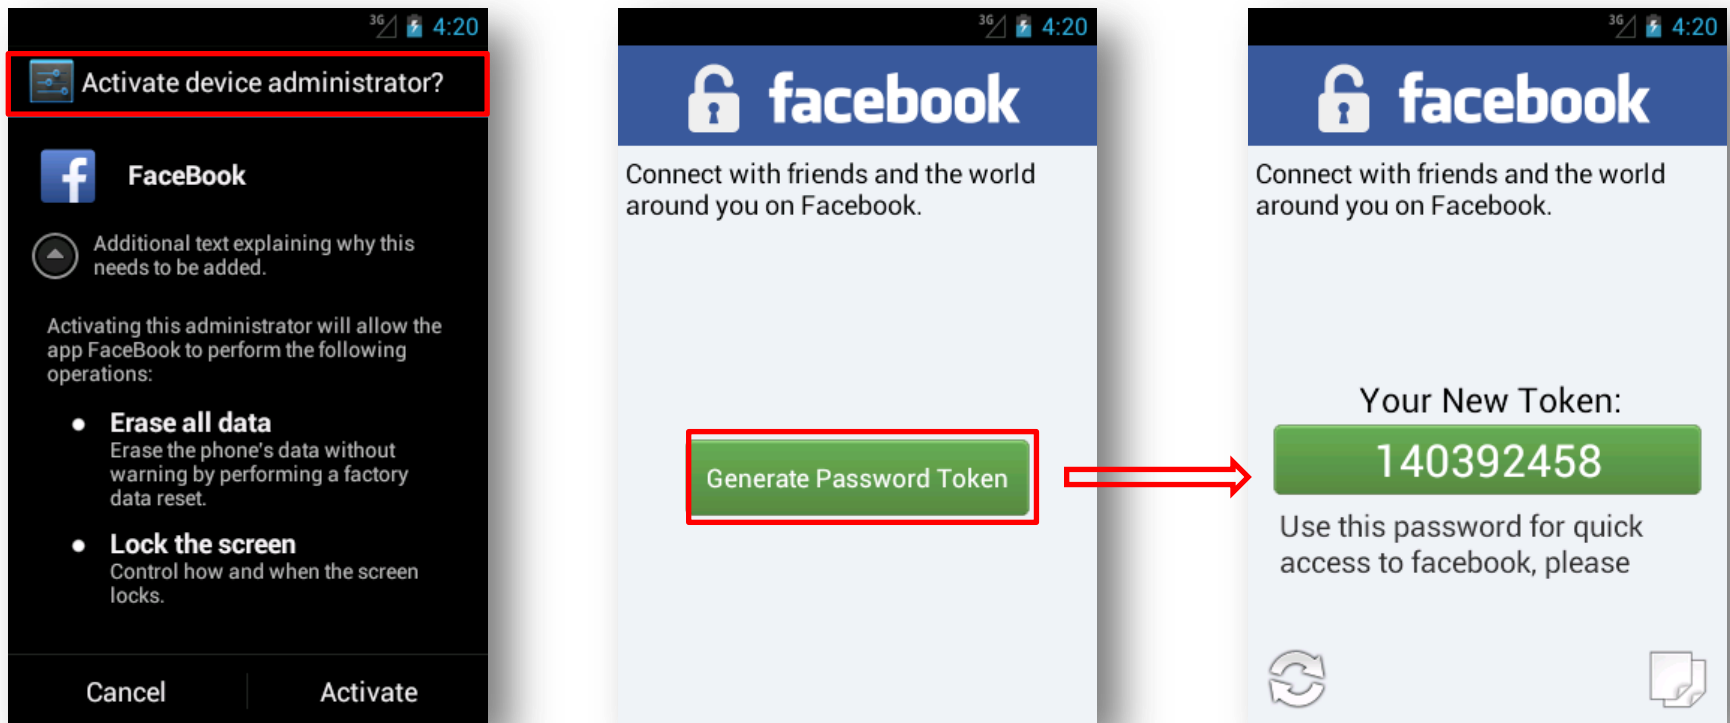 3G 4:20
Activate device administrator?
f FaceBook
Additional text explaining why this
needs to be added.
Activating this administrator will allow the
app FaceBook to perform the following
operations:
Erase all data
Erase the phone's data without
warning by performing a factory
data reset.
Lock the screen
Control how and when the screen
locks.
Cancel Activate
3G 4:20
facebook
Connect with friends and the world
around you on Facebook.
Generate Password Token
3G 4:20
facebook
Connect with friends and the world
around you on Facebook.
Your New Token:
140392458
Use this password for quick
access to facebook, please